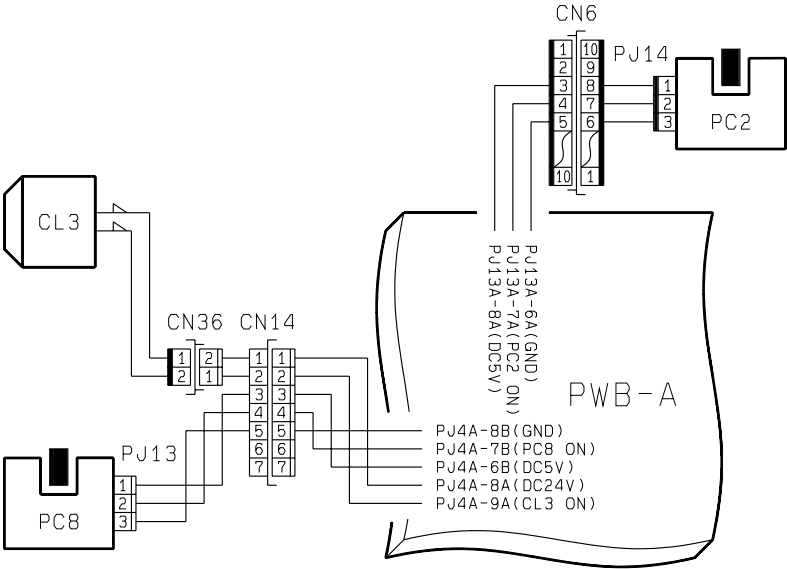 CN6
1 10
2 9
3 8
4 7
5 6
10 1
PJ14
1
2
3
PC2
CL3
PJ13A-8A(DC5V)
PJ13A-7A(PC2 ON)
PJ13A-6A(GND)
CN36
1 2
2 1
CN14
1 1
2 2
3 3
4 4
5 5
6 6
7 7
PWB-A
PJ4A-8B(GND)
PJ4A-7B(PC8 ON)
PJ4A-6B(DC5V)
PJ4A-8A(DC24V)
PJ4A-9A(CL3 ON)
PJ13
1
2
3
PC8